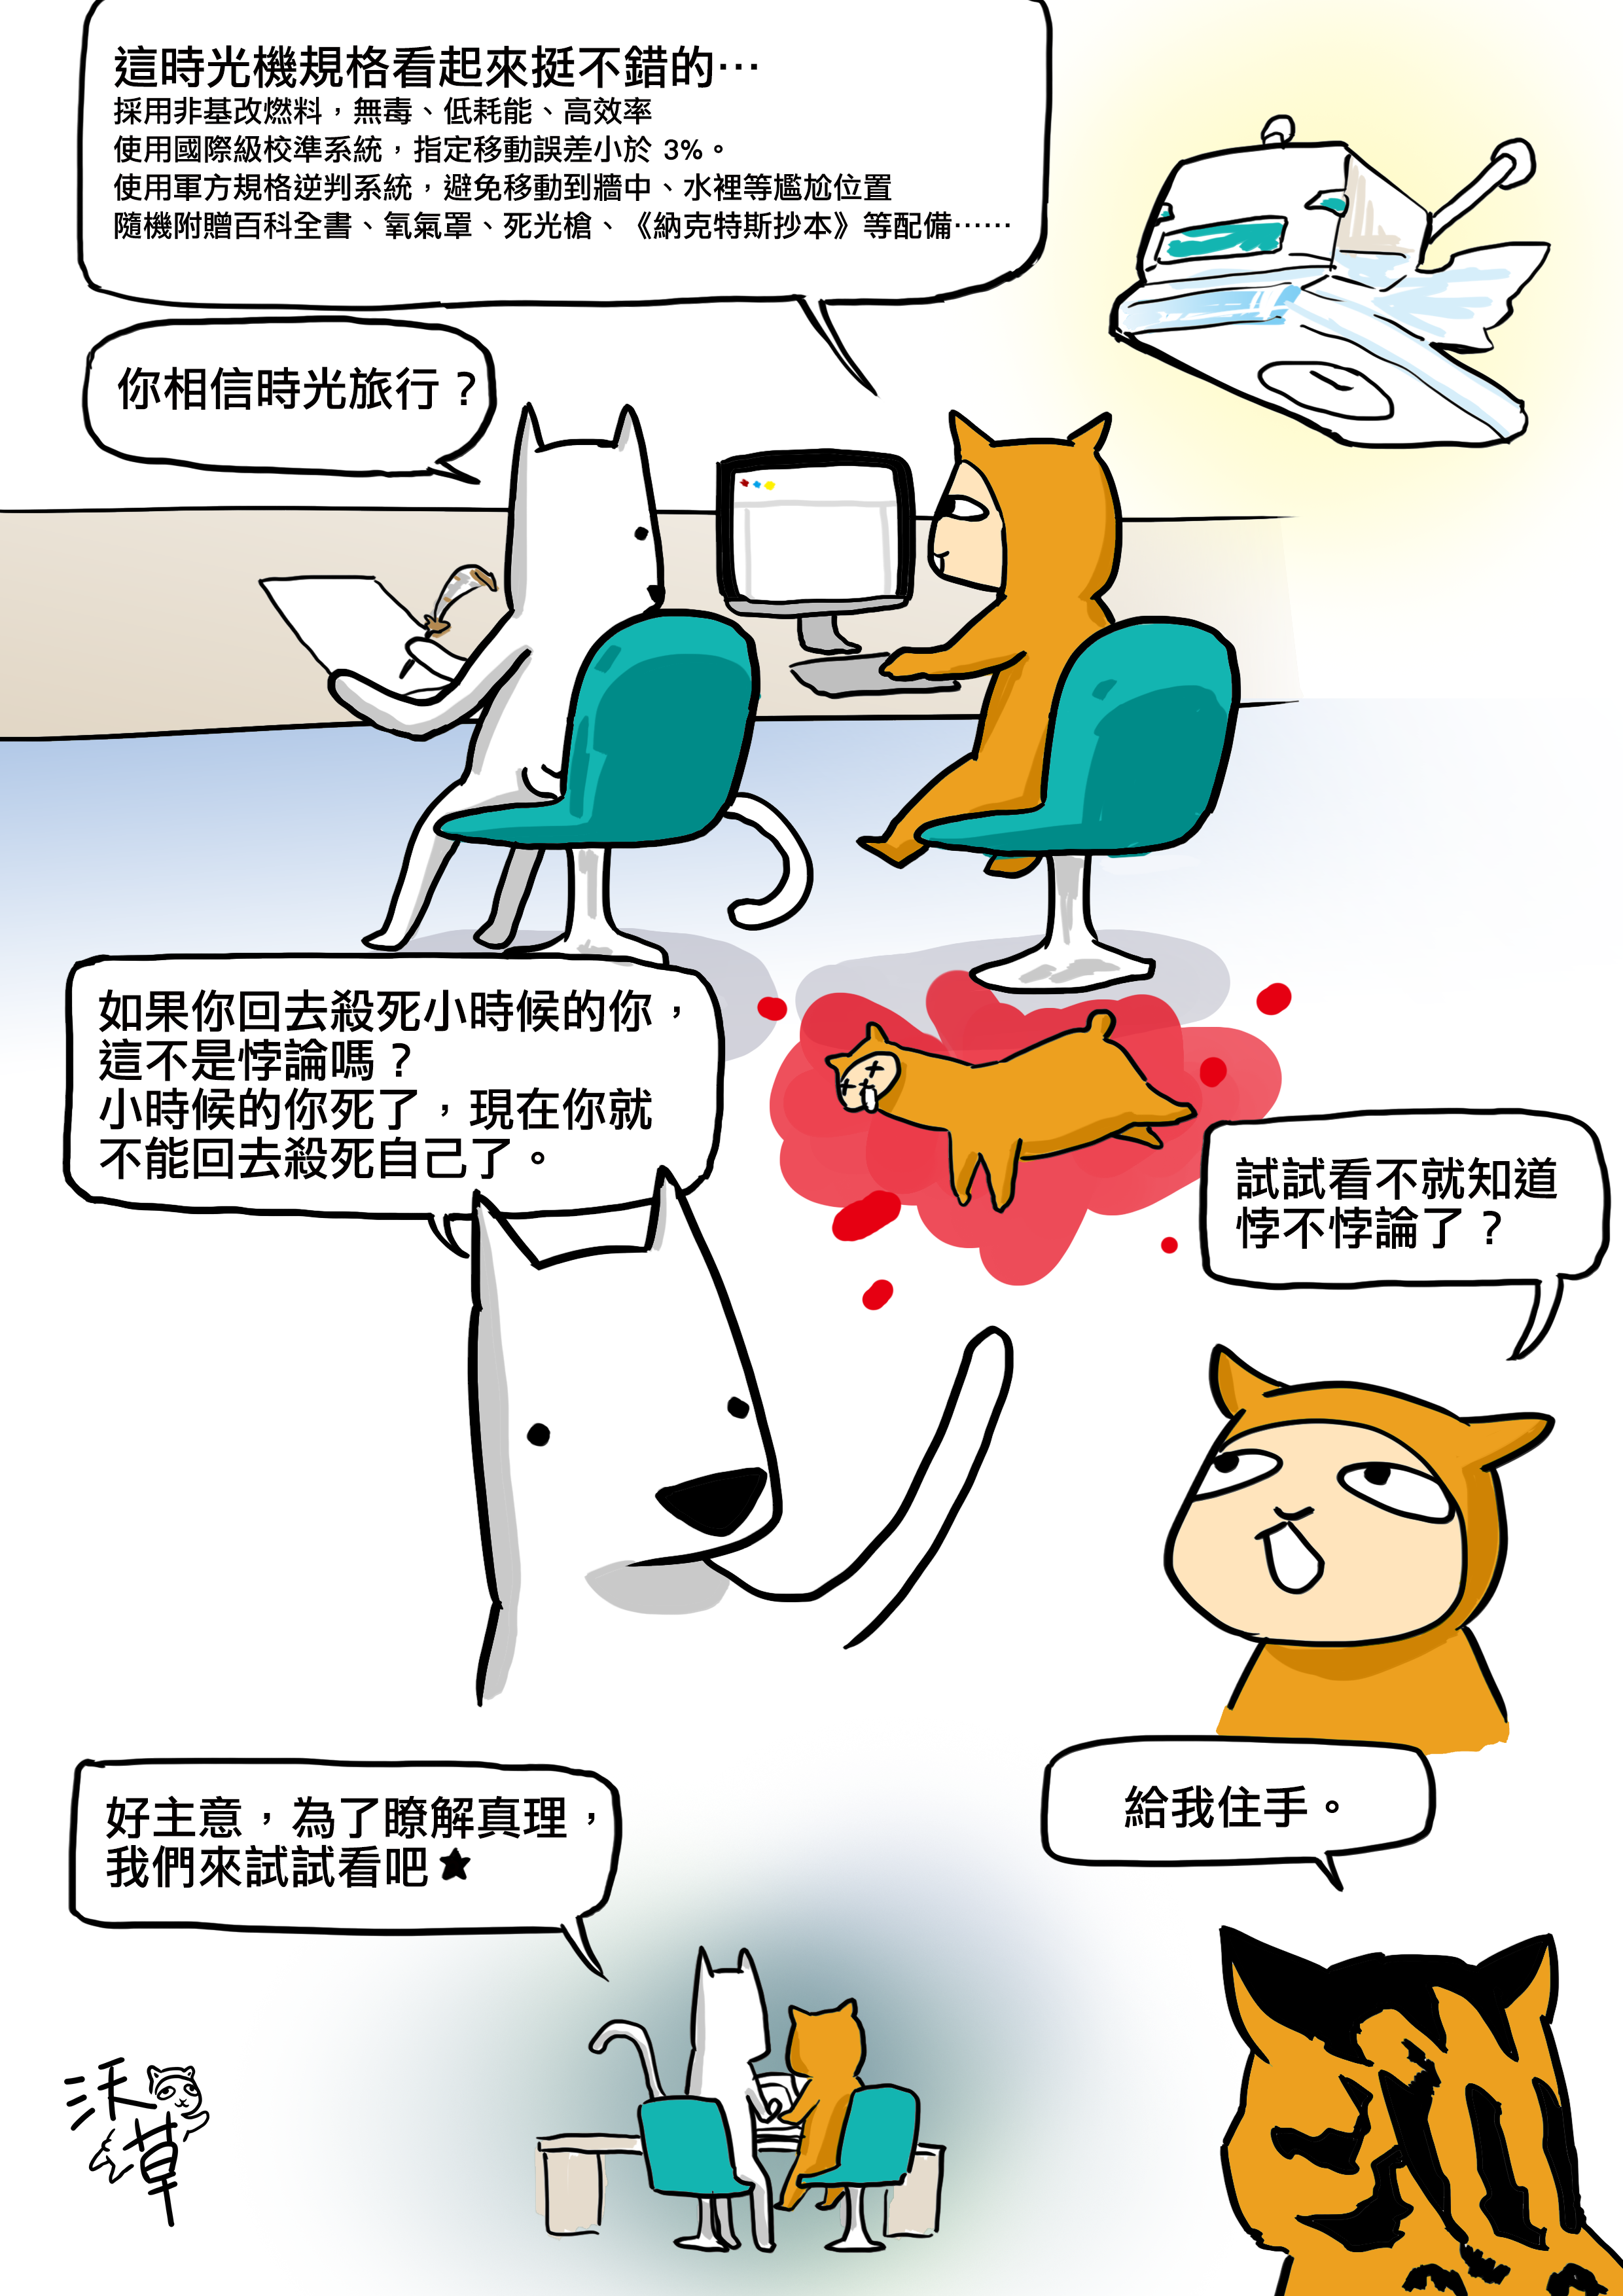 這時光機規格看起來挺不錯的…
採用非基改燃料，無毒、低耗能、高效率
使用國際級校準系統，指定移動誤差小於 3%。
使用軍方規格逆判系統，避免移動到牆中、水裡等尷尬位置
隨機附贈百科全書、氧氣罩、死光槍、《納克特斯抄本》等配備……
你相信時光旅行？
如果你回去殺死小時候的你，
這不是悖論嗎？
小時候的你死了，現在你就
不能回去殺死自己了。
試試看不就知道
悖不悖論了？
好主意，為了瞭解真理，
我們來試試看吧★
給我住手。
沃草